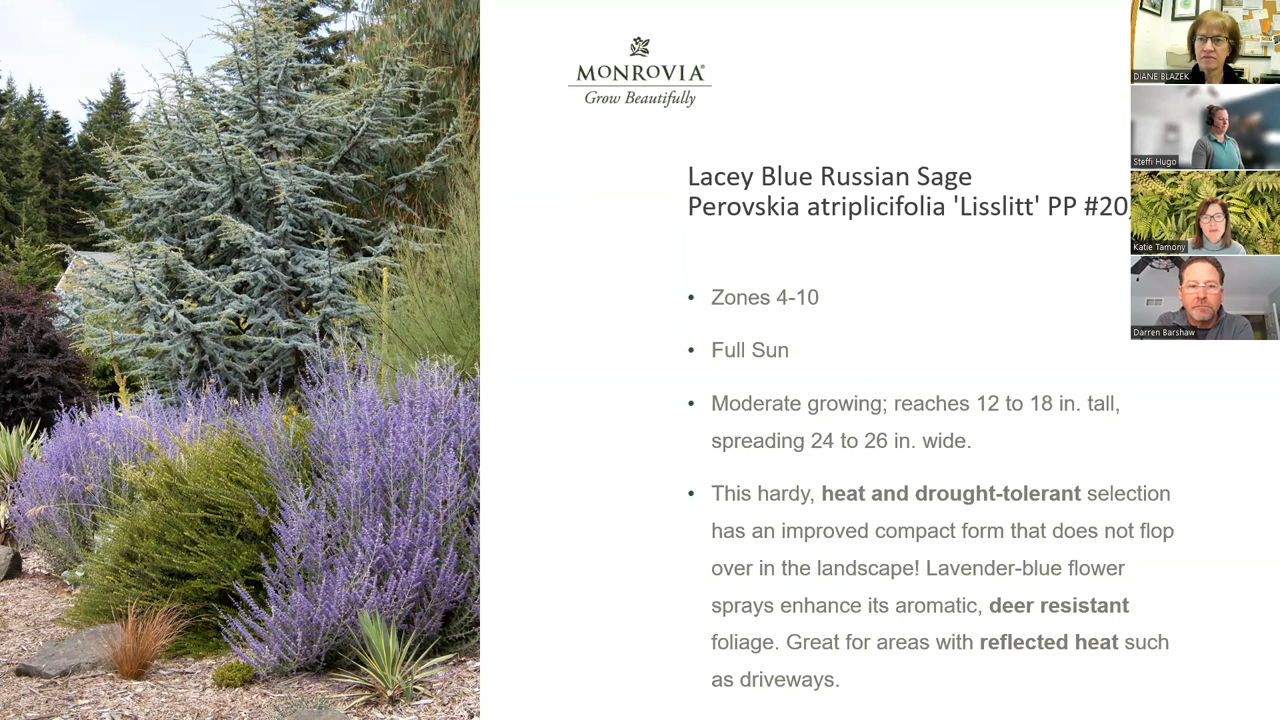 MONROVIA®
Grow Beautifully
Lacey Blue Russian Sage
Perovskia atriplicifolia 'Lisslitt' PP #20
• Zones 4-10
• Full Sun
• Moderate growing; reaches 12 to 18 in. tall,
spreading 24 to 26 in. wide.
• This hardy, heat and drought-tolerant selection
has an improved compact form that does not flop
over in the landscape! Lavender-blue flower
sprays enhance its aromatic, deer resistant
foliage. Great for areas with reflected heat such
as driveways.
DIANE BLAZEK
Steffi Hugo
Katie Tamony
Darren Barshaw